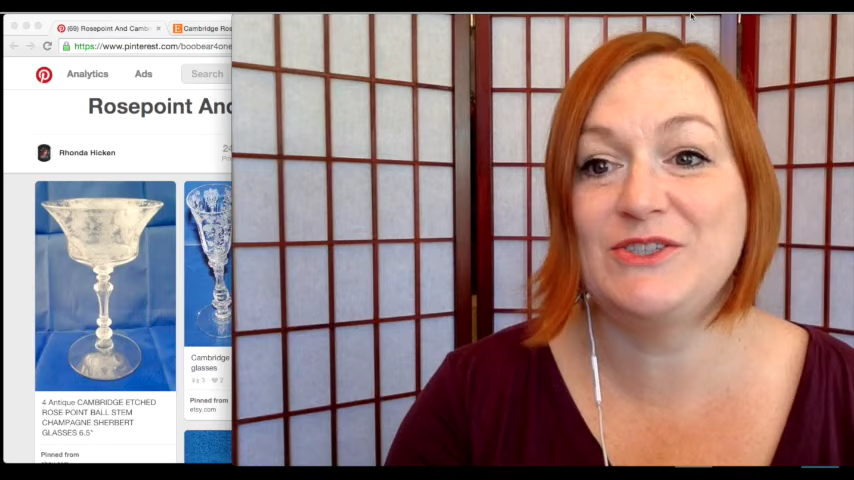 (69) Rosepoint And Cambr
Cambridge Ros
https://www.pinterest.com/boobear4one
Analytics
Ads
Search
Rosepoint And
Rhonda Hicken
24
4 Antique CAMBRIDGE ETCHED
ROSE POINT BALL STEM
CHAMPAGNE SHERBERT
GLASSES 6.5"
Pinned from
Cambridge
glasses
Pinned from
etsy.com